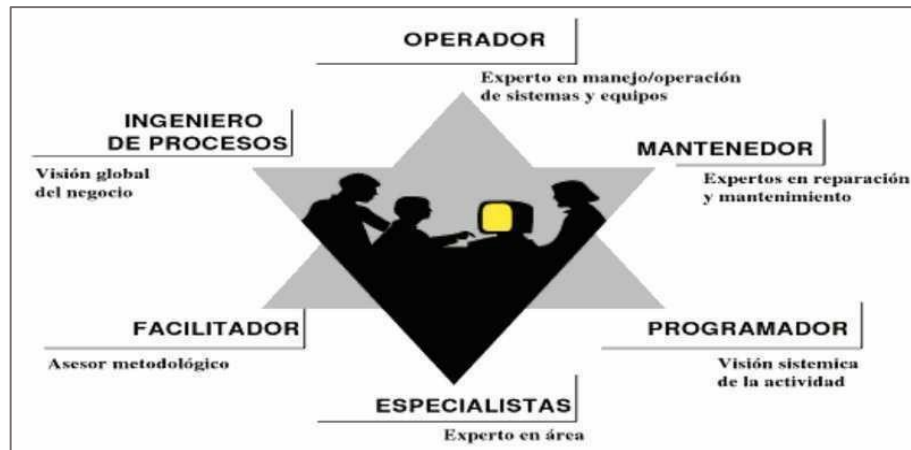 OPERADOR
Experto en manejo/operación
de sistemas y equipos
INGENIERO
DE PROCESOS
Visión global
del negocio
MANTENEDOR
Expertos en reparación
y mantenimiento
FACILITADOR
Asesor metodológico
PROGRAMADOR
Visión sistemica
de la actividad
ESPECIALISTAS
Experto en área